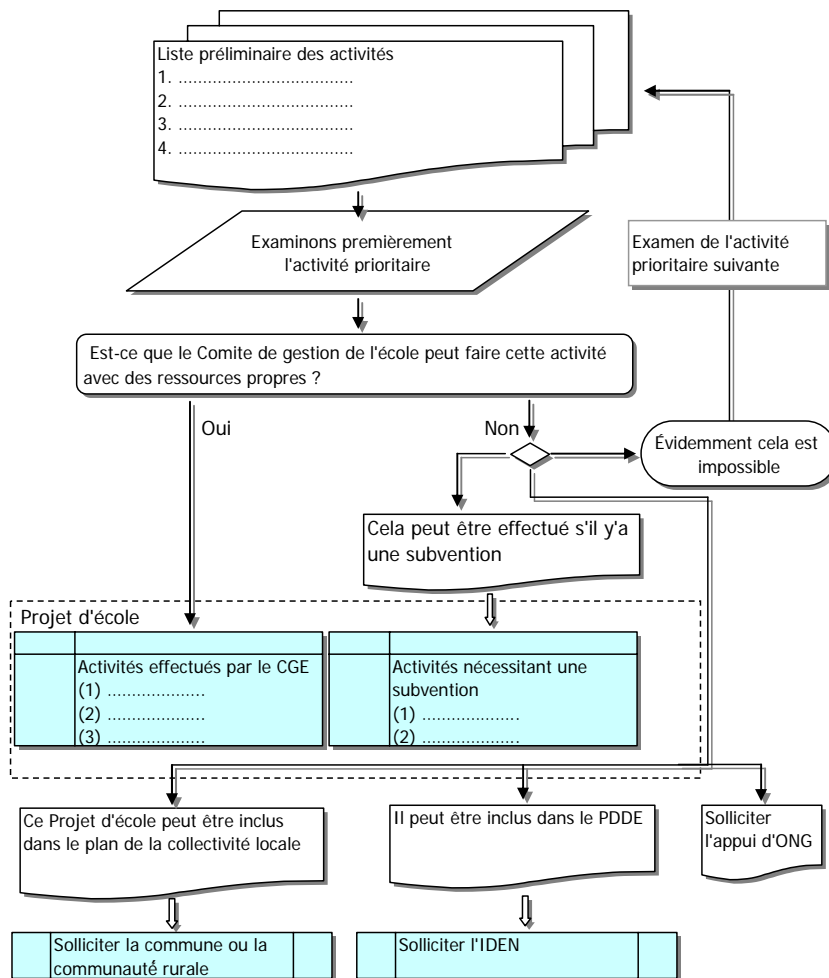 Liste préliminaire des activités
1. ..................................
2. ..................................
3. ..................................
4. ..................................
Examinons premièrement
l'activité prioritaire
Examen de l'activité
prioritaire suivante
Est-ce que le Comite de gestion de l'école peut faire cette activité
avec des ressources propres ?
Oui
Non
Évidemment cela est
impossible
Cela peut être effectué s'il y'a
une subvention
Projet d'école
Activités effectués par le CGE
(1) ....................
(2) ....................
(3) ....................
Activités nécessitant une
subvention
(1) ....................
(2) ....................
Ce Projet d'école peut être inclus
dans le plan de la collectivité locale
Il peut être inclus dans le PDDE
Solliciter
l'appui d'ONG
Solliciter la commune ou la
communauté rurale
Solliciter l'IDEN